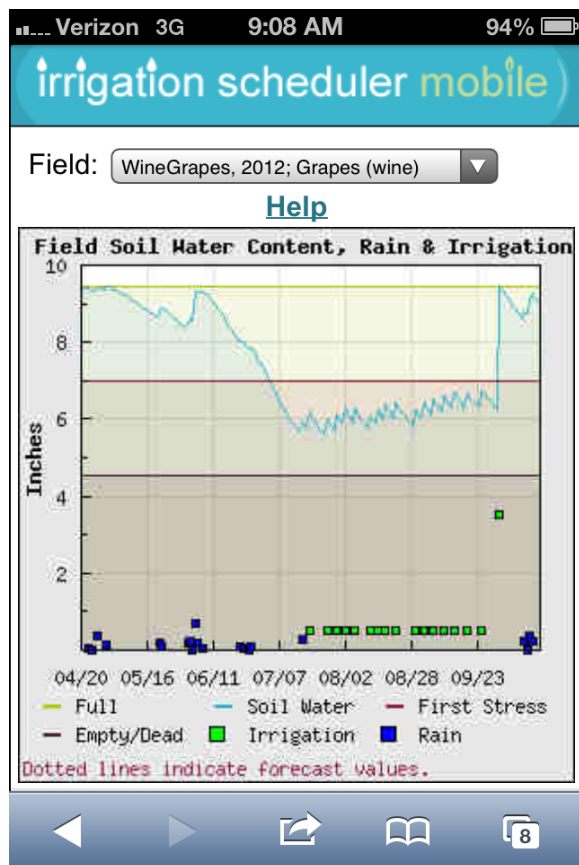 Verizon 3G 9:08 AM 94%
irrigation scheduler mobile
Field: WineGrapes, 2012; Grapes (wine)
Help
Field Soil Water Content, Rain & Irrigation
10
8
6
4
2
Inches
04/20 05/16 06/11 07/07 08/02 08/28 09/23
Full Soil Water First Stress
Empty/Dead Irrigation Rain
Dotted lines indicate forecast values.
8